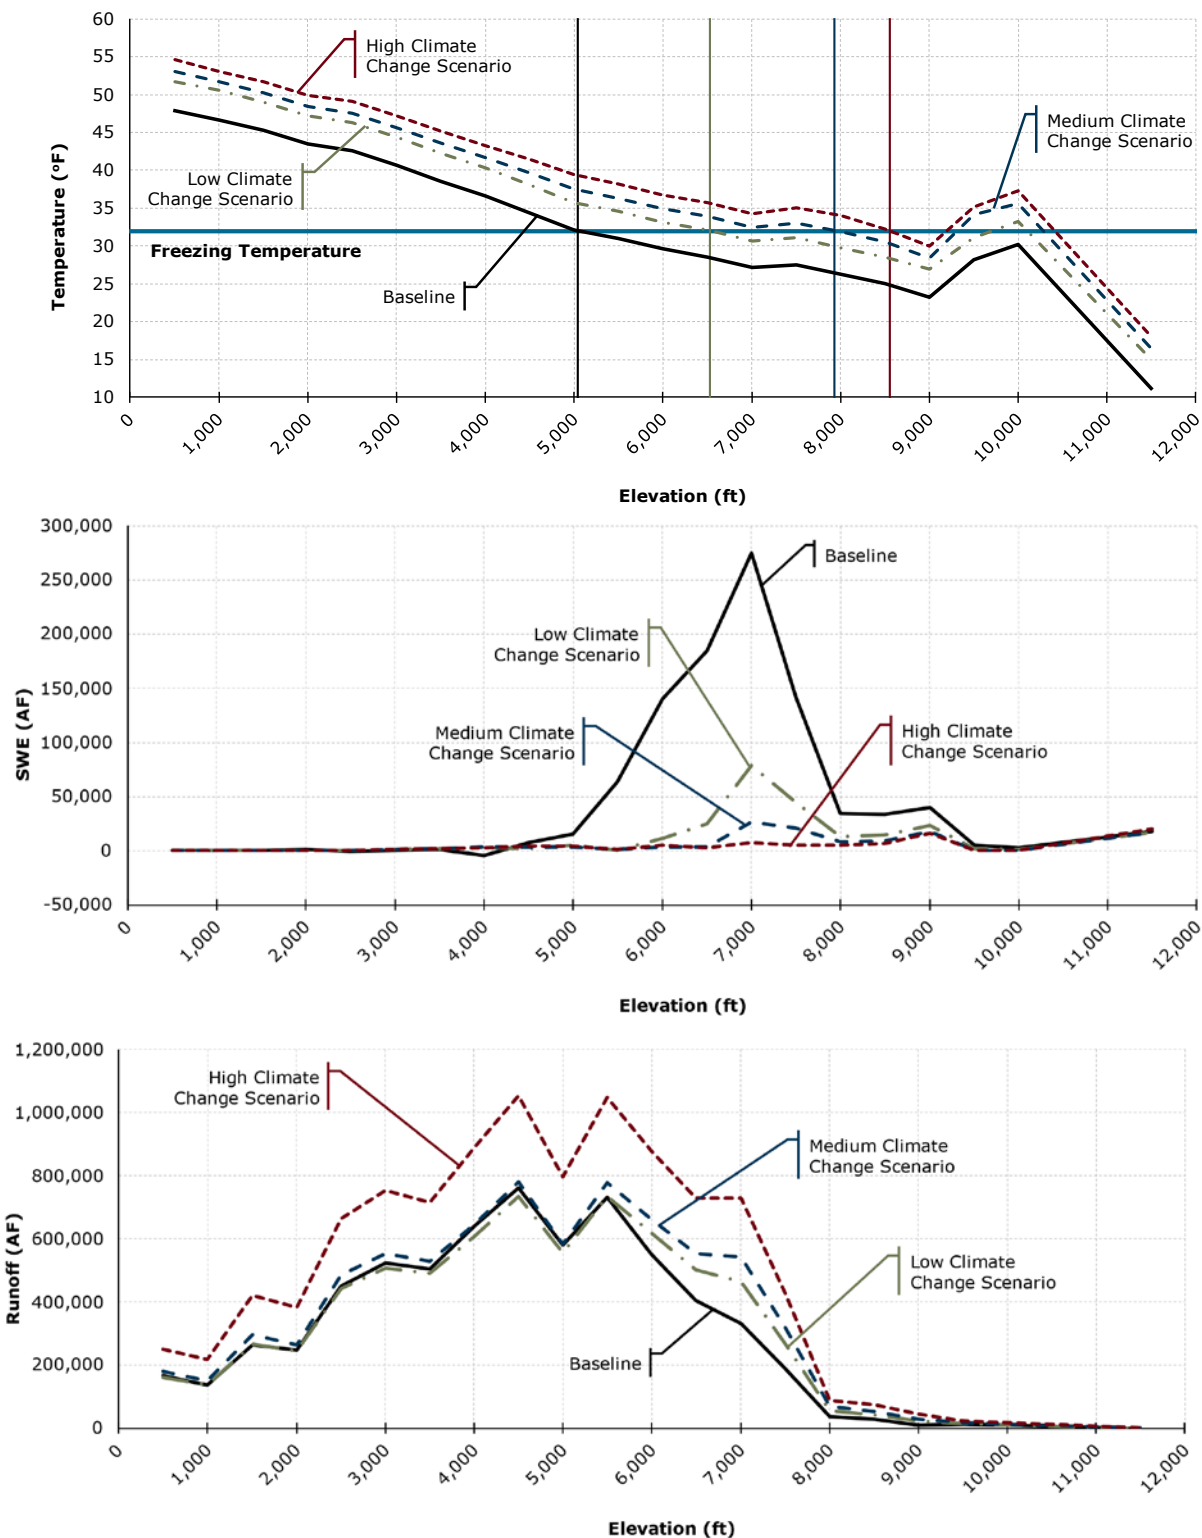 60
55
50
45
40
35
30
25
20
15
10
Temperature (°F)
High Climate
Change Scenario
Medium Climate
Change Scenario
Low Climate
Change Scenario
Freezing Temperature
Baseline
0
1,000
2,000
3,000
4,000
5,000
6,000
7,000
8,000
9,000
10,000
11,000
12,000
Elevation (ft)
300,000
250,000
200,000
150,000
100,000
50,000
0
-50,000
SWE (AF)
Baseline
Low Climate
Change Scenario
Medium Climate
Change Scenario
High Climate
Change Scenario
0
1,000
2,000
3,000
4,000
5,000
6,000
7,000
8,000
9,000
10,000
11,000
12,000
Elevation (ft)
1,200,000
1,000,000
800,000
600,000
400,000
200,000
0
Runoff (AF)
High Climate
Change Scenario
Medium Climate
Change Scenario
Low Climate
Change Scenario
Baseline
0
1,000
2,000
3,000
4,000
5,000
6,000
7,000
8,000
9,000
10,000
11,000
12,000
Elevation (ft)